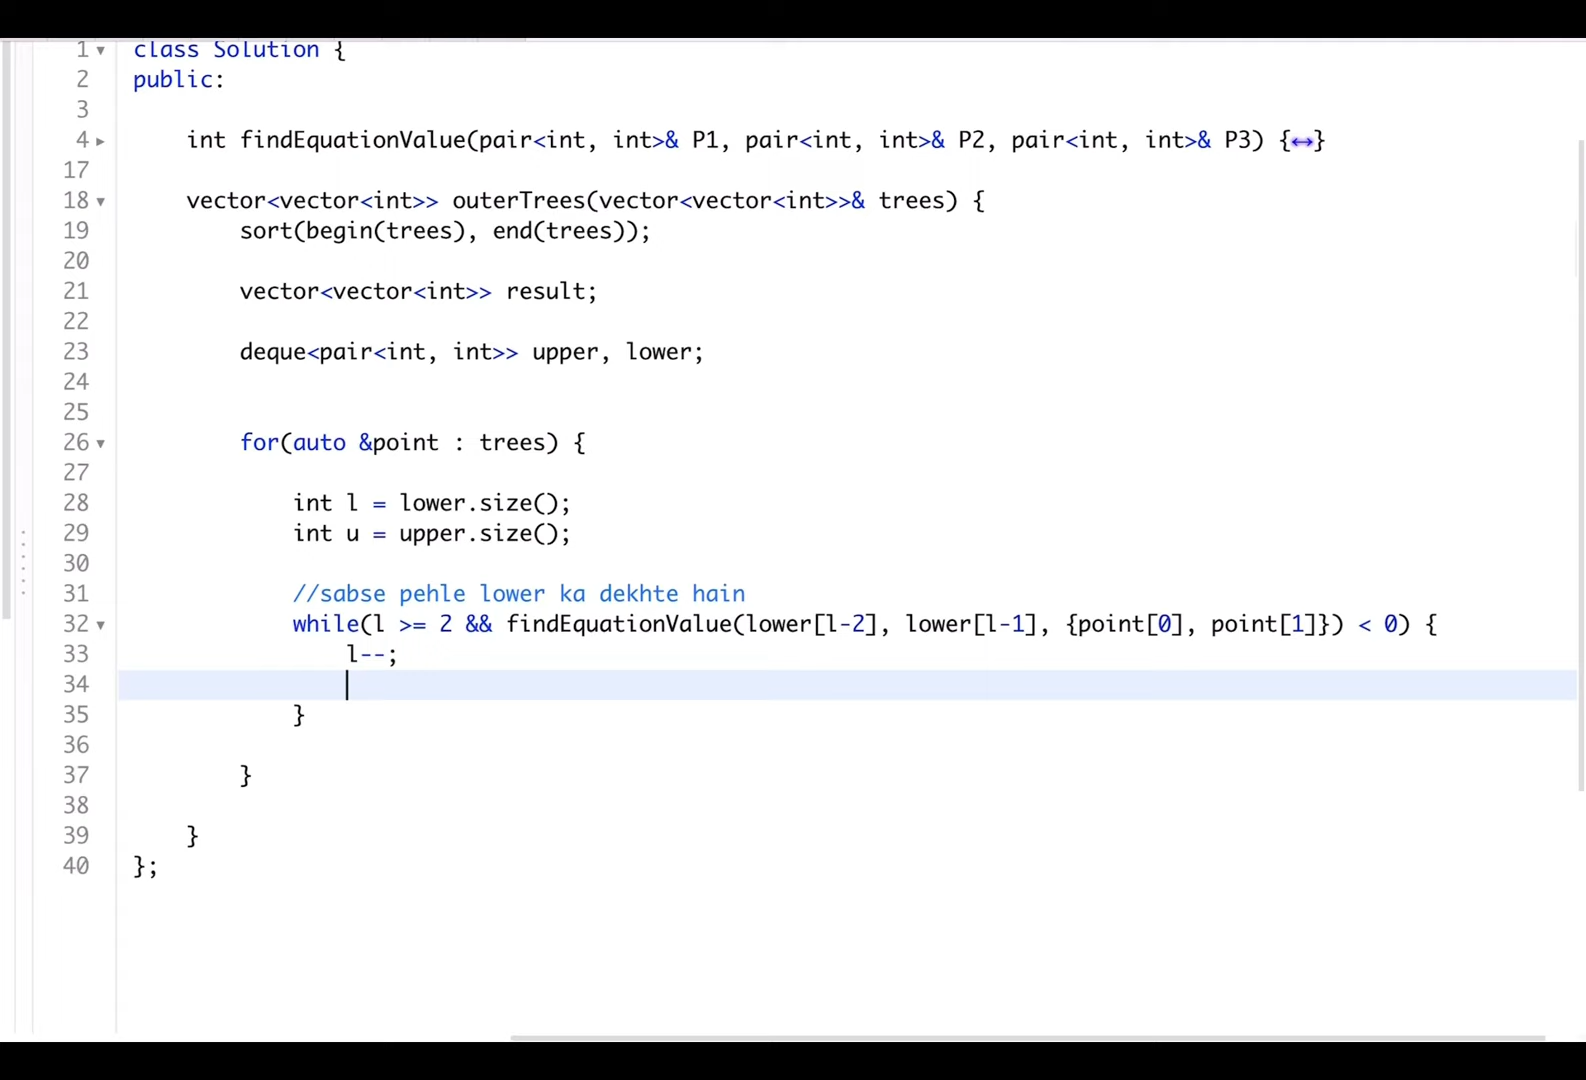 1 class Solution {
2 public:
3
4 int findEquationValue(pair<int, int>& P1, pair<int, int>& P2, pair<int, int>& P3) {↔}
17
18 vector<vector<int>> outerTrees(vector<vector<int>>& trees) {
19 sort(begin(trees), end(trees));
20
21 vector<vector<int>> result;
22
23 deque<pair<int, int>> upper, lower;
24
25
26 for(auto &point : trees) {
27
28 int l = lower.size();
29 int u = upper.size();
30
31 //sabse pehle lower ka dekhte hain
32 while(l >= 2 && findEquationValue(lower[l-2], lower[l-1], {point[0], point[1]}) < 0) {
33 l--;
34
35 }
36
37 }
38
39 }
40 };